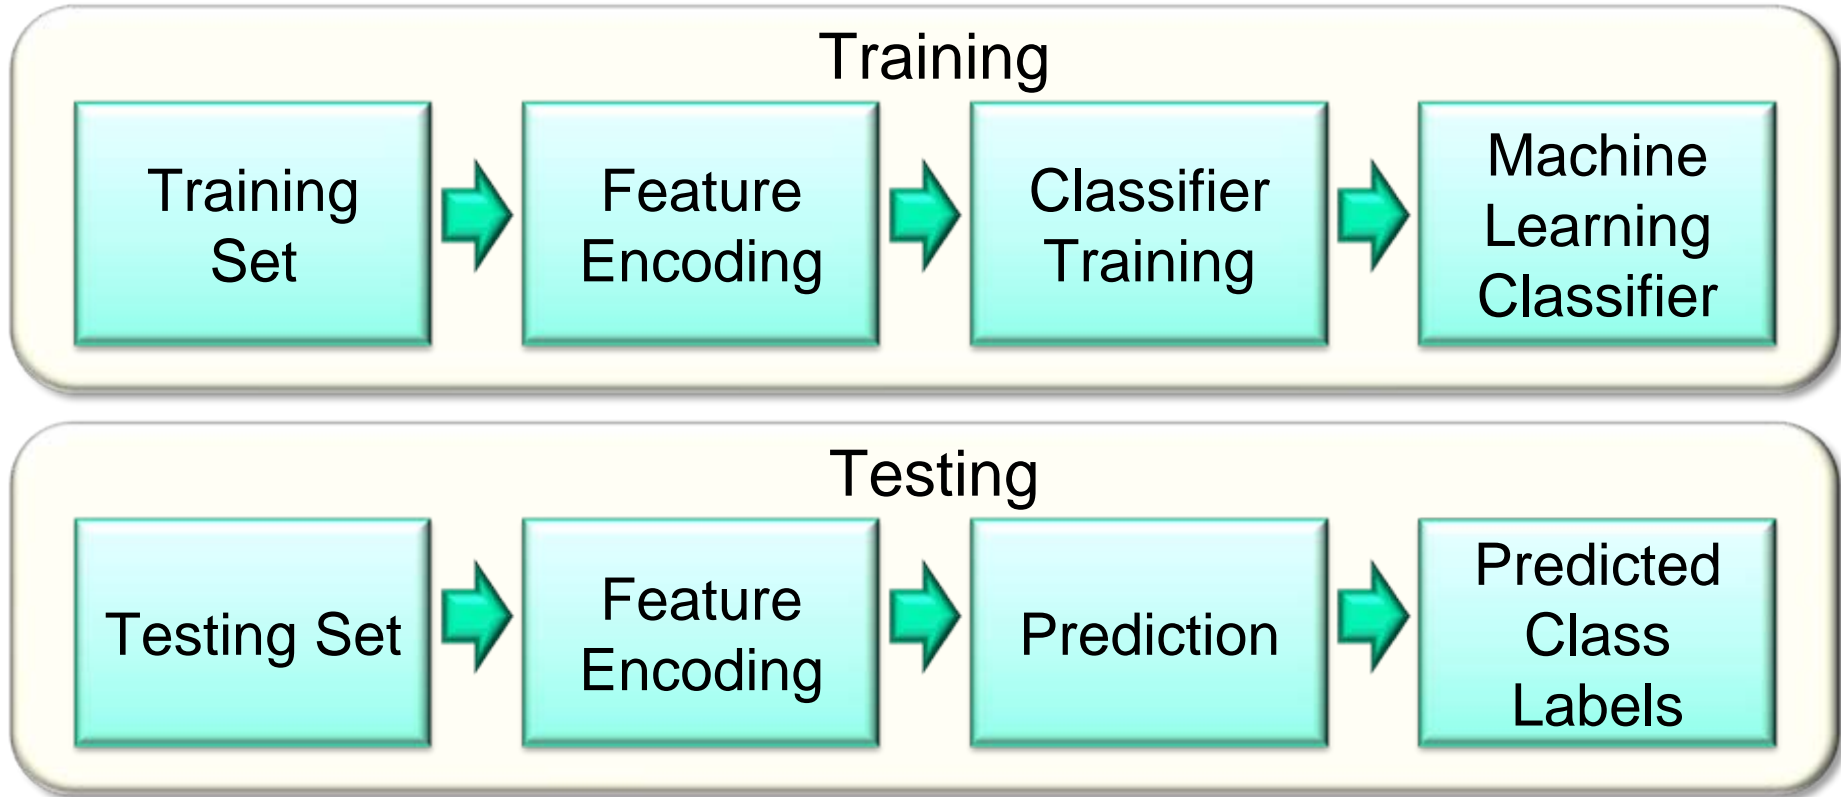 Training
Training
Set
Feature
Encoding
Classifier
Training
Machine
Learning
Classifier
Testing
Testing Set
Feature
Encoding
Prediction
Predicted
Class
Labels